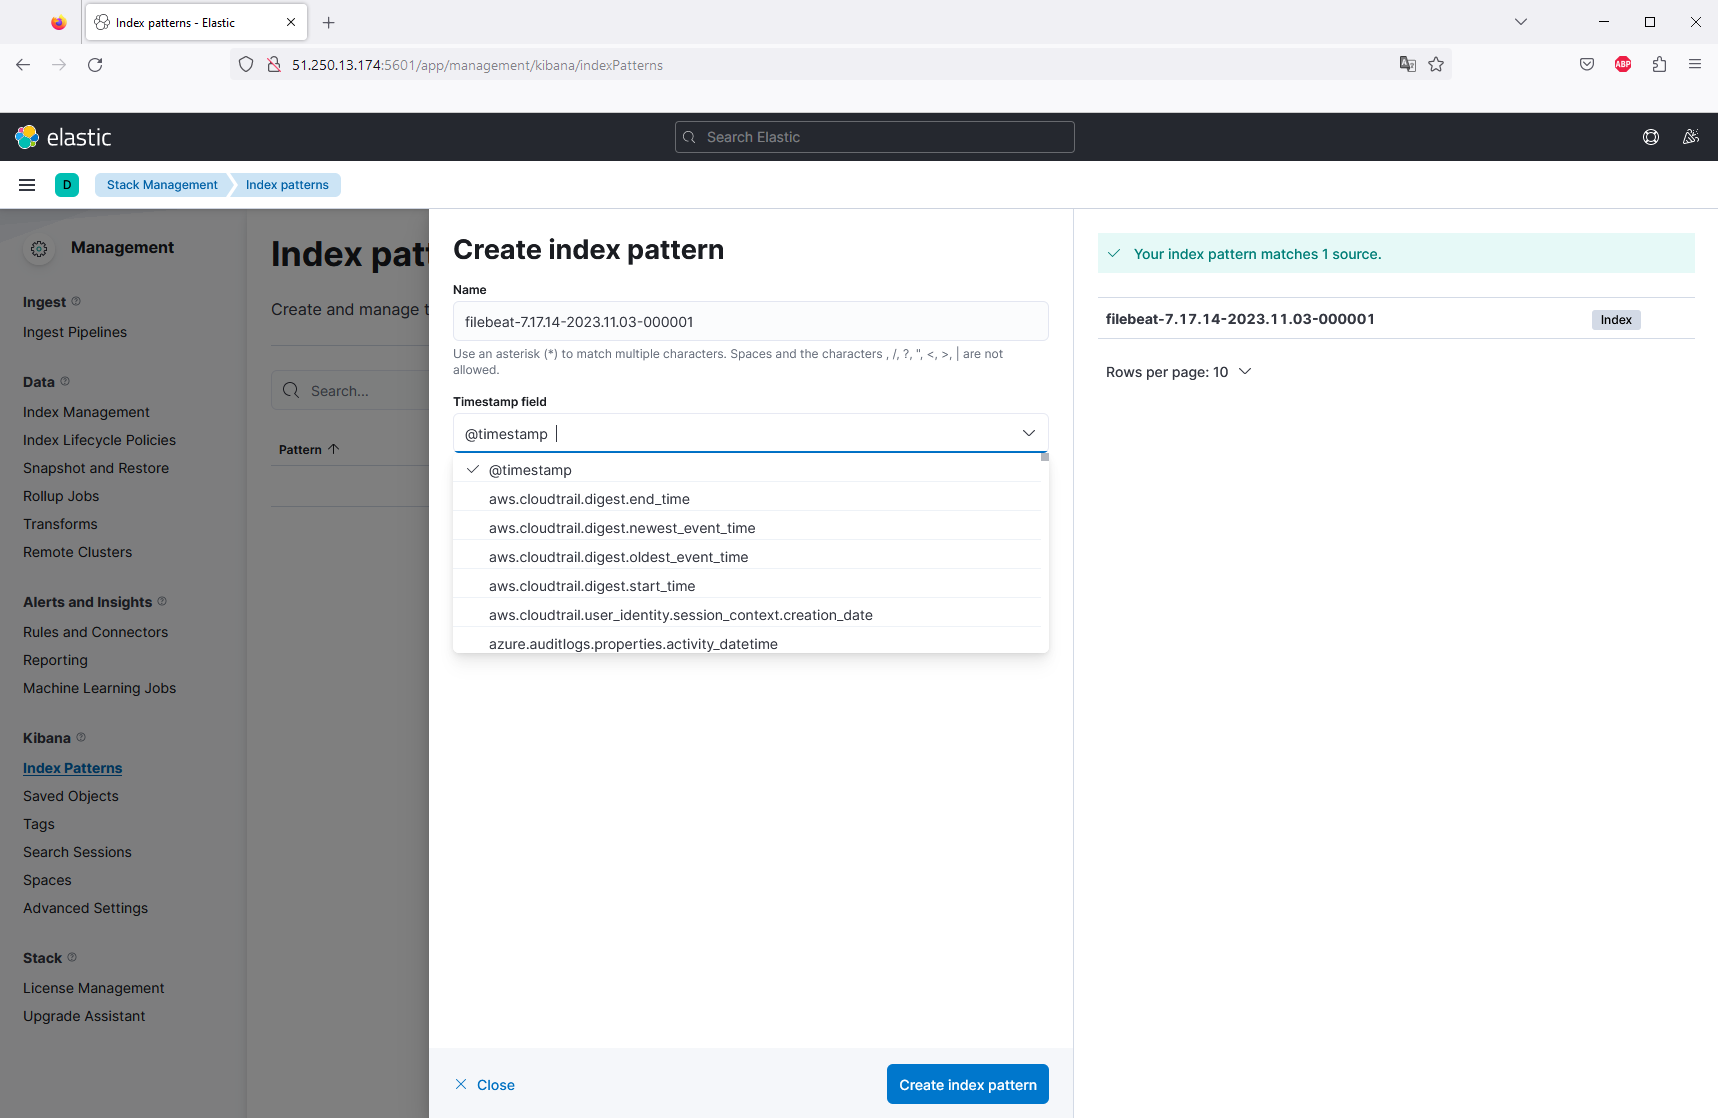 Index patterns - Elastic
51.250.13.174:5601/app/management/kibana/indexPatterns
ABP
elastic
Search Elastic
D
Stack Management
Index patterns
Management
Ingest
Ingest Pipelines
Data
Index Management
Index Lifecycle Policies
Snapshot and Restore
Rollup Jobs
Transforms
Remote Clusters
Alerts and Insights
Rules and Connectors
Reporting
Machine Learning Jobs
Kibana
Index Patterns
Saved Objects
Tags
Search Sessions
Spaces
Advanced Settings
Stack
License Management
Upgrade Assistant
Index pat
Create and manage
Search...
Pattern
Create index pattern
Name
filebeat-7.17.14-2023.11.03-000001
Use an asterisk (*) to match multiple characters. Spaces and the characters , /, ?, ", <, >, | are not
allowed.
Timestamp field
@timestamp
@timestamp
aws.cloudtrail.digest.end_time
aws.cloudtrail.digest.newest_event_time
aws.cloudtrail.digest.oldest_event_time
aws.cloudtrail.digest.start_time
aws.cloudtrail.user_identity.session_context.creation_date
azure.auditlogs.properties.activity_datetime
Close
Create index pattern
Your index pattern matches 1 source.
filebeat-7.17.14-2023.11.03-000001
Index
Rows per page: 10